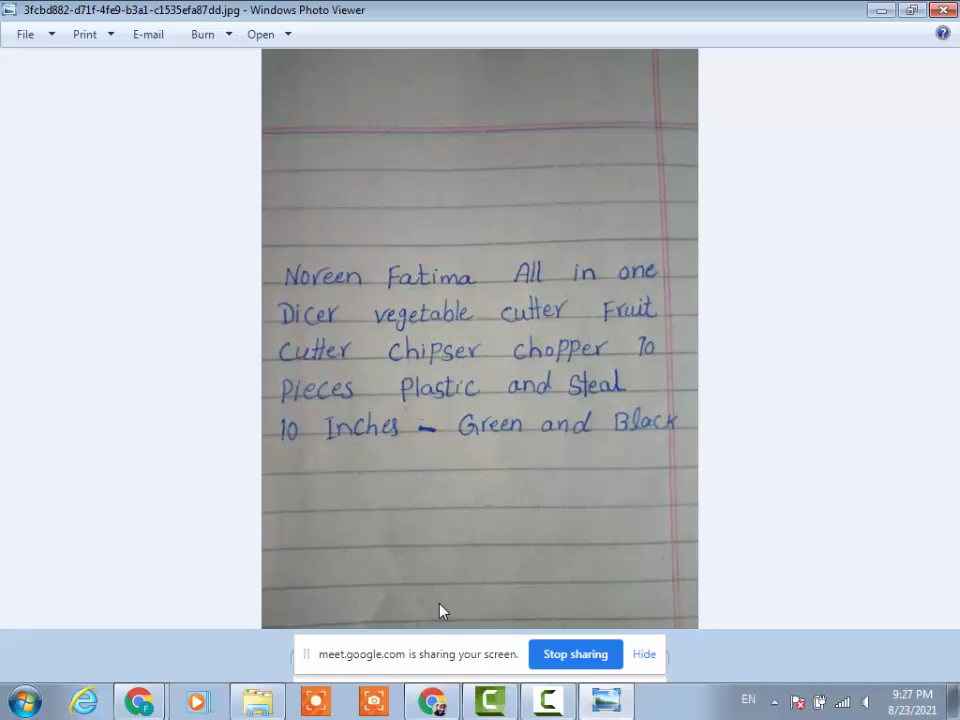 3fcbd882-d71f-4fe9-b3a1-c1535efa87dd.jpg - Windows Photo Viewer
File Print E-mail Burn Open
Noreen Fatima All in one
Dicer vegetable cutter Fruit
Cutter Chipser chopper 10
Pieces Plastic and Steal
10 Inches - Green and Black
meet.google.com is sharing your screen. Stop sharing Hide
EN 9:27 PM
8/23/2021